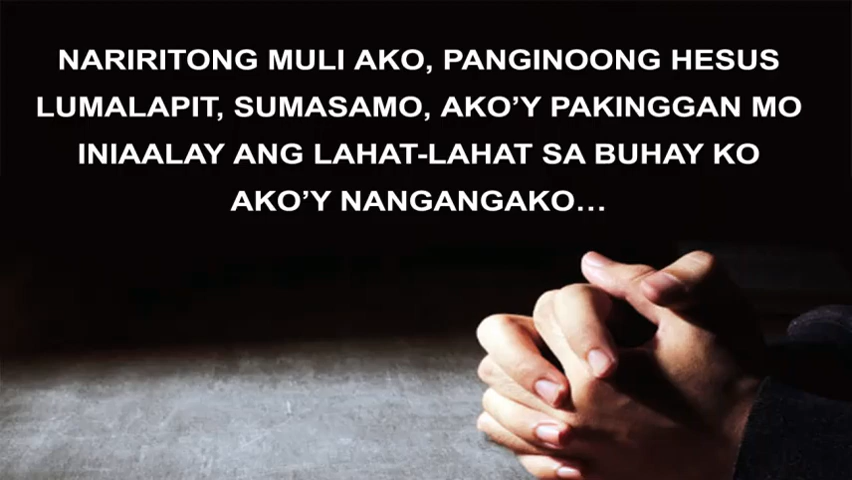 NARIRITONG MULI AKO, PANGINOONG HESUS
LUMALAPIT, SUMASAMO, AKO’Y PAKINGGAN MO
INIAALAY ANG LAHAT-LAHAT SA BUHAY KO
AKO’Y NANGANGAKO…